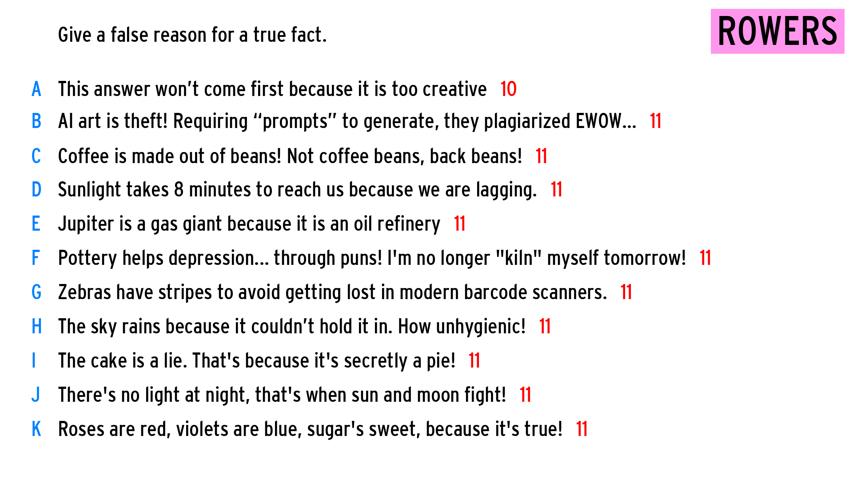 Give a false reason for a true fact.
ROWERS
A This answer won’t come first because it is too creative 10
B AI art is theft! Requiring “prompts” to generate, they plagiarized EWOW... 11
C Coffee is made out of beans! Not coffee beans, back beans! 11
D Sunlight takes 8 minutes to reach us because we are lagging. 11
E Jupiter is a gas giant because it is an oil refinery 11
F Pottery helps depression... through puns! I'm no longer "kiln" myself tomorrow! 11
G Zebras have stripes to avoid getting lost in modern barcode scanners. 11
H The sky rains because it couldn’t hold it in. How unhygienic! 11
I The cake is a lie. That's because it's secretly a pie! 11
J There's no light at night, that's when sun and moon fight! 11
K Roses are red, violets are blue, sugar's sweet, because it's true! 11